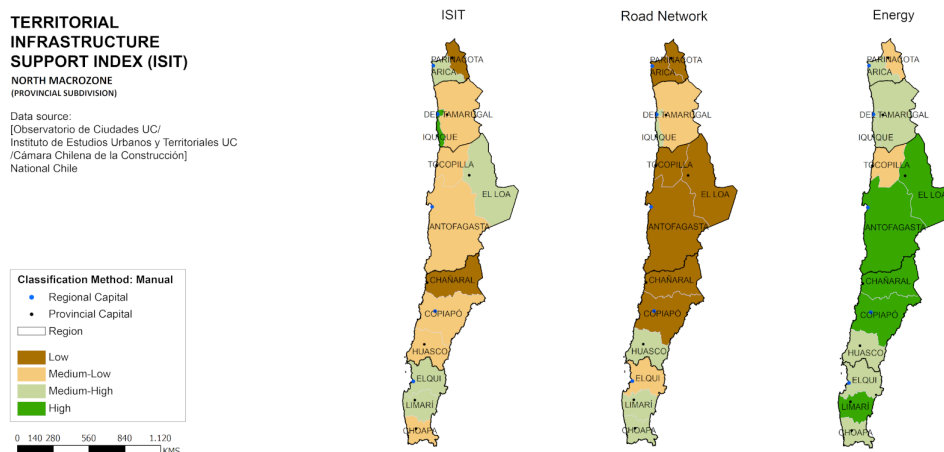 TERRITORIAL
INFRASTRUCTURE
SUPPORT INDEX (ISIT)
NORTH MACROZONE
(PROVINCIAL SUBDIVISION)
Data source:
[Observatorio de Ciudades UC/
Instituto de Estudios Urbanos y Territoriales UC
/Cámara Chilena de la Construcción]
National Chile
Classification Method: Manual
Regional Capital
Provincial Capital
Region
Low
Medium-Low
Medium-High
High
0 140 280 560 840 1.120
KMS
ISIT
PARINACOTA
ARICA
DEL TAMARUGAL
IQUIQUE
TOCOPILLA
EL LOA
ANTOFAGASTA
CHAÑARAL
COPIAPÓ
HUASCO
ELQUI
LIMARÍ
CHOAPA
Road Network
PARINACOTA
ARICA
DEL TAMARUGAL
IQUIQUE
TOCOPILLA
EL LOA
ANTOFAGASTA
CHAÑARAL
COPIAPÓ
HUASCO
ELQUI
LIMARÍ
CHOAPA
Energy
PARINACOTA
ARICA
DEL TAMARUGAL
IQUIQUE
TOCOPILLA
EL LOA
ANTOFAGASTA
CHAÑARAL
COPIAPÓ
HUASCO
ELQUI
LIMARÍ
CHOAPA